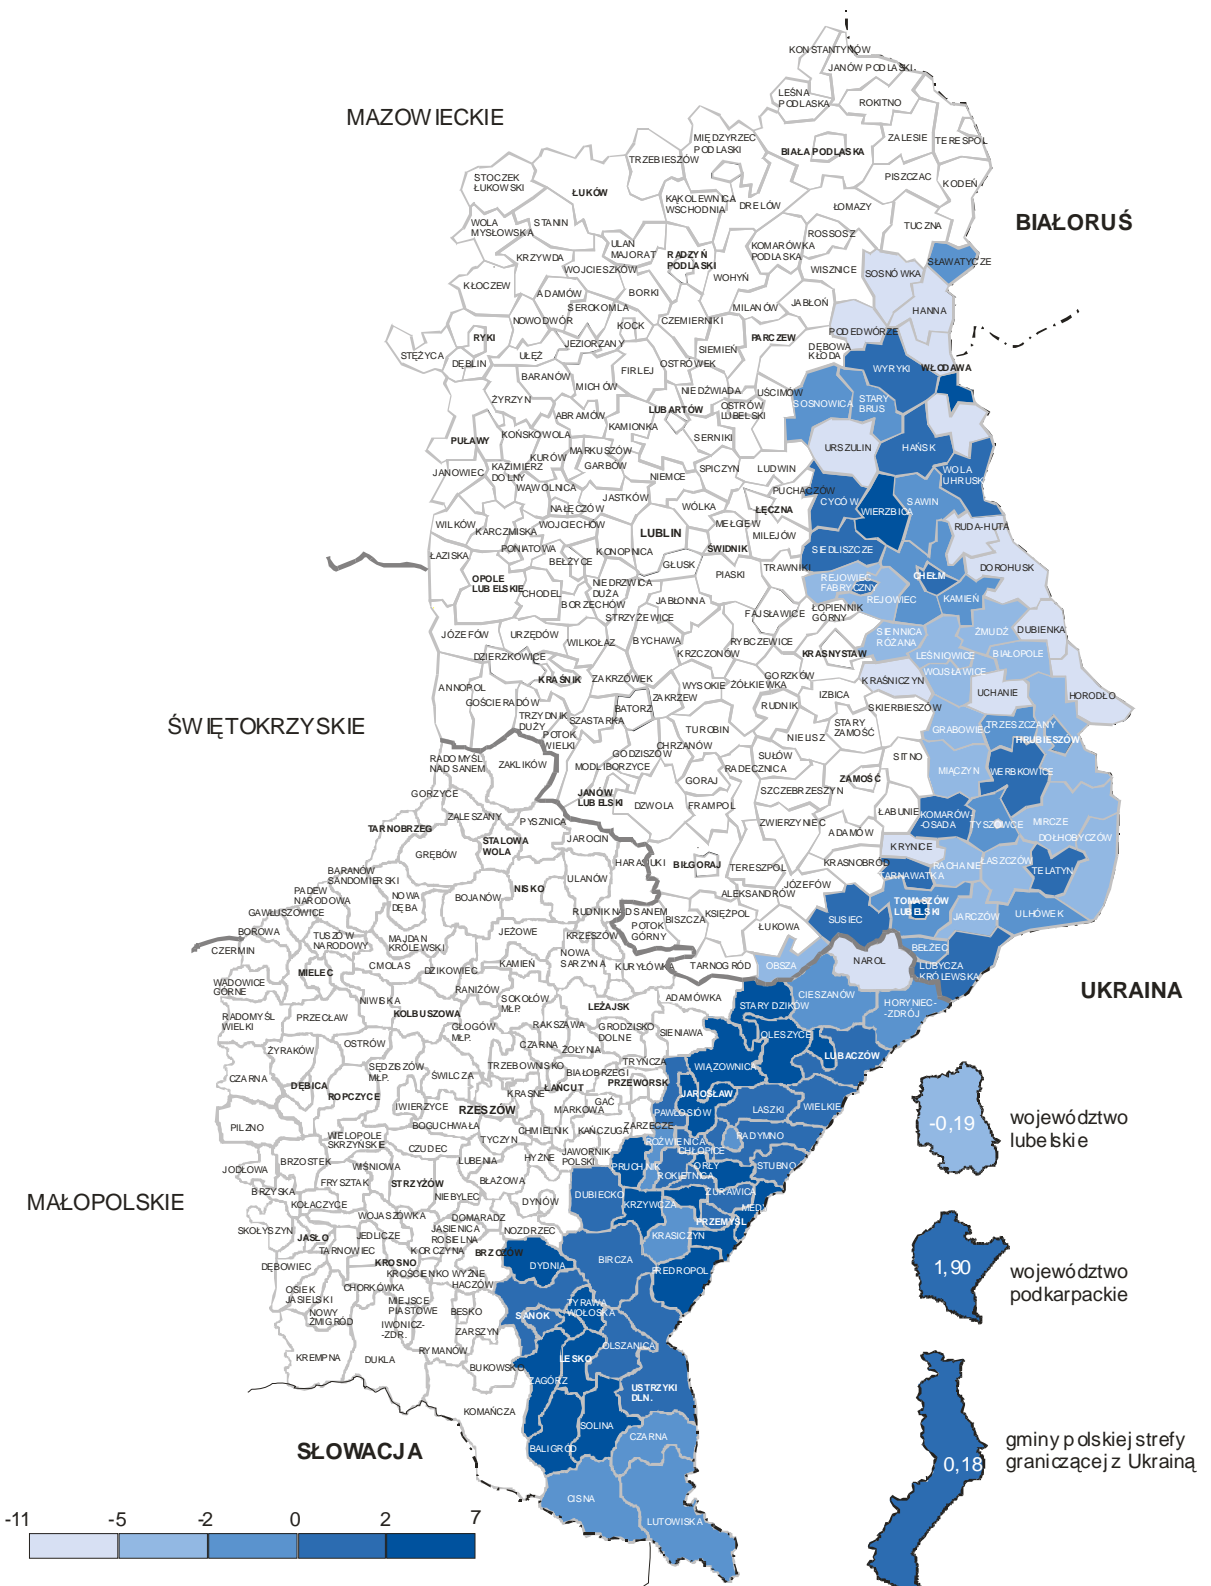 KONSTANTYNÓW
JANÓW PODLASKI
LEŚNA
PODLASKA
ROKITNO
MAZOWIECKIE
MIĘDZYRZEC
PODLASKI
BIAŁA PODLASKA
ZALESIE
TERESPOL
TRZEBIESZÓW
STOCZEK
ŁUKOWSKI
ŁUKÓW
PISZCZAC
KODEŃ
KĄKOLEWNICA
WSCHODNIA
DRELÓW
ŁOMAZY
WOLA
MYSŁOWSKA
STANIN
ROSSOSZ
TUCZNA
BIAŁORUŚ
ULAN
MAJORAT
RADZYŃ
PODLASKI
KOMARÓWKA
PODLASKA
KRZYWDA
WOJCIESZKÓW
WOHYŃ
WISZNICE
SOSNÓWKA
SŁAWATYCZE
KŁOCZEW
ADAMÓW
SEROKOMLA
BORKI
MILANÓW
JABŁOŃ
HANNA
NOWODWÓR
KOCK
CZEMIERNIKI
PODEDWÓRZE
RYKI
JEZIORZANY
SIEMIEŃ
PARCZEW
DĘBOWA
KŁODA
STĘŻYCA
DĘBLIN
UŁĘŻ
OSTRÓWEK
WYRYKI
WŁODAWA
BARANÓW
MICHÓW
FIRLEJ
NIEDŹWIADA
UŚCIMÓW
ŻYRZYN
LUBARTÓW
OSTRÓW
LUBELSKI
SOSNOWICA
STARY
BRUS
ABRAMÓW
KAMIONKA
SERNIKI
PUŁAWY
KOŃSKOWOLA
MARKUSZÓW
URSZULIN
HAŃSK
KURÓW
GARBÓW
JANOWIEC
KAZIMIERZ
DOLNY
NIEMCE
SPICZYN
LUDWIN
WOLA
UHRUSK
WĄWOLNICA
JASTKÓW
PUCHACZÓW
CYCÓW
SAWIN
NAŁĘCZÓW
WÓLKA
ŁĘCZNA
WIERZBICA
WILKÓW
KARCZMISKA
WOJCIECHÓW
LUBLIN
MEŁGIEW
MILEJÓW
RUDA-HUTA
ŁAZISKA
PONIATOWA
BEŁŻYCE
KONOPNICA
ŚWIDNIK
SIEDLISZCZE
GŁUSK
PIASKI
TRAWNIKI
DOROHUSK
OPOLE
LUBELSKIE
CHODEL
NIEDRZWICA
DUŻA
REJOWIEC
FABRYCZNY
CHEŁM
BORZECHÓW
JABŁONNA
REJOWIEC
KAMIEŃ
STRZYŻEWICE
FAJSŁAWICE
ŁOPIENNIK
GÓRNY
JÓZEFÓW
URZĘDÓW
WILKOŁAZ
BYCHAWA
RYBCZEWICE
SIENNICA
RÓŻANA
ŻMUDŹ
DUBIENKA
DZIERZKOWICE
KRZCZONÓW
KRASNYSTAW
LEŚNIOWICE
BIAŁOPOLE
KRAŚNIK
ZAKRZÓWEK
GORZKÓW
WOJSŁAWICE
ANNOPOL
WYSOKIE
ŻÓŁKIEWKA
KRAŚNICZYN
UCHANIE
HORODŁO
GOŚCIERADÓW
BATORZ
ZAKRZEW
RUDNIK
IZBICA
SKIERBIESZÓW
ŚWIĘTOKRZYSKIE
TRZYDNIK
DUŻY
SZASTARKA
TUROBIN
STARY
ZAMOŚĆ
GRABOWIEC
TRZESZCZANY
HRUBIESZÓW
POTOK
WIELKI
CHRZANÓW
NIELISZ
GODZISZÓW
SUŁÓW
SITNO
RADOMYŚL
NAD SANEM
ZAKLIKÓW
MODLIBORZYCE
RADECZNICA
MIĄCZYN
WERBKOWICE
GORAJ
ZAMOŚĆ
GORZYCE
JANÓW
LUBELSKI
SZCZEBRZESZYN
DZWOLA
FRAMPOL
ŁABUNIE
KOMARÓW-
-OSADA
TYSZOWCE
MIRCZE
ZALESZANY
PYSZNICA
ZWIERZYNIEC
ADAMÓW
DOŁHOBYCZÓW
TARNOBRZEG
STALOWA
WOLA
JAROCIN
KRYNICE
GRĘBÓW
HARASIUKI
BIŁGORAJ
TERESZPOL
KRASNOBRÓD
RACHANIE
ŁASZCZÓW
BARANÓW
SANDOMIERSKI
ULANÓW
TARNAWATKA
TELATYN
PADEW
NARODOWA
NOWA
DĘBA
BOJANÓW
NISKO
JÓZEFÓW
ALEKSANDRÓW
TOMASZÓW
LUBELSKI
GAWŁUSZOWICE
RUDNIK NAD SANEM
BISZCZA
KSIĘŻPOL
SUSIEC
JARCZÓW
ULHÓWEK
BOROWA
CZERMIN
TUSZÓW
NARODOWY
MAJDAN
KRÓLEWSKI
JEŻOWE
KRZESZÓW
POTOK
GÓRNY
ŁUKOWA
BEŁŻEC
MIELEC
CMOLAS
DZIKOWIEC
KAMIEŃ
NOWA
SARZYNA
KURYŁÓWKA
TARNOGRÓD
OBSZA
NAROL
LUBYCZA
KRÓLEWSKA
WADOWICE
GÓRNE
RANIŻÓW
UKRAINA
NIWISKA
SOKOŁÓW
MŁP.
ADAMÓWKA
CIESZANÓW
HORYNIEC-
-ZDRÓJ
RADOMYŚL
WIELKI
PRZECŁAW
KOLBUSZOWA
LEŻAJSK
STARY DZIKÓW
GŁOGÓW
MŁP.
RAKSZAWA
GRODZISKO
DOLNE
SIENIAWA
OLESZYCE
ŻYRAKÓW
OSTRÓW
CZARNA
ŻOŁYNIA
LUBACZÓW
CZARNA
SĘDZISZÓW
MŁP.
ŚWILCZA
TRZEBOWNISKO
BIAŁOBRZEGI
TRYŃCZA
WIĄZOWNICA
DĘBICA
ROPCZYCE
KRASNE
ŁAŃCUT
PRZEWORSK
JAROSŁAW
IWIERZYCE
RZESZÓW
MARKOWA
GAĆ
PAWŁOSIÓW
LASZKI
WIELKIE
PILZNO
BOGUCHWAŁA
CHMIELNIK
KAŃCZUGA
ZARZECZE
RADYMNO
-0,19
województwo
lubelskie
WIELOPOLE
SKRZYŃSKIE
CZUDEC
TYCZYN
ROŹWIENICA
CHŁOPICE
JODŁOWA
BRZOSTEK
WIŚNIOWA
LUBENIA
HYŻNE
JAWORNIK
POLSKI
PRUCHNIK
ROKIETNICA
ORŁY
STUBNO
BRZYSKA
FRYSZTAK
STRZYŻÓW
BŁAŻOWA
KOŁACZYCE
NIEBYLEC
DYNÓW
DUBIECKO
KRZYWCZA
ŻURAWICA
MEDY
MAŁOPOLSKIE
SKOŁYSZYN
WOJASZÓWKA
DOMARADZ
PRZEMYŚL
JASŁO
JEDLICZE
JASIENICA
ROSIELNA
NOZDRZEC
KRASICZYN
TARNOWIEC
KORCZYNA
BRZOZÓW
DĘBOWIEC
KROSNO
KROŚCIENKO WYŻNE
DYDNIA
BIRCZA
FREDROPOL
1,90
województwo
podkarpackie
OSIEK
JASIELSKI
CHORKÓWKA
HACZÓW
NOWY
ŻMIGRÓD
MIEJSCE
PIASTOWE
BESKO
SANOK
TYRAWA
WOŁOSKA
IWONICZ-
-ZDR.
ZARSZYN
KREMPNA
DUKLA
RYMANÓW
BUKOWSKO
LESKO
OLSZANICA
ZAGÓRZ
USTRZYKI
DLN.
KOMAŃCZA
SOLINA
SŁOWACJA
BALIGRÓD
CZARNA
gminy polskiej strefy
graniczącej z Ukrainą
0,18
CISNA
LUTOWISKA
-11 -5 -2 0 2 7